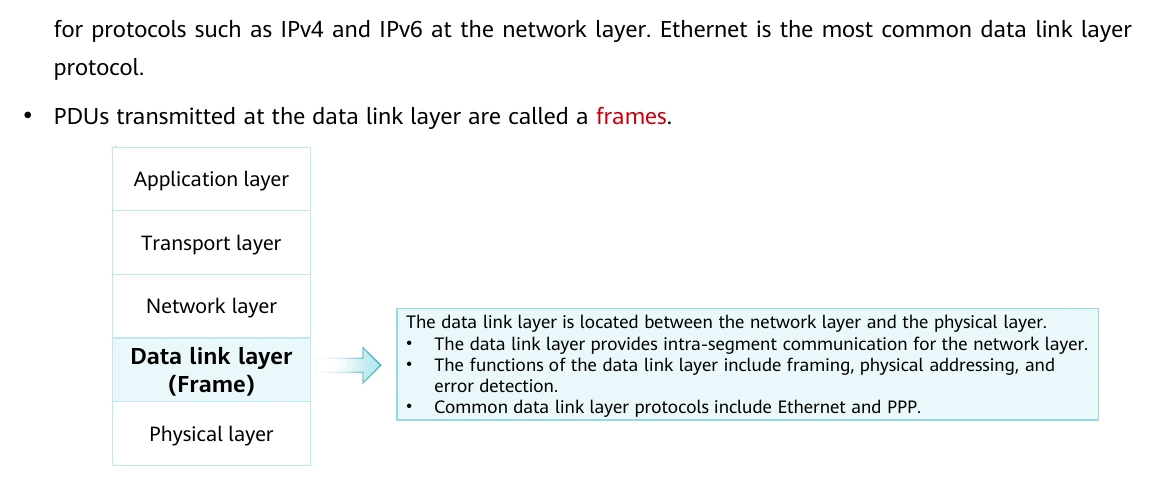 for protocols such as IPv4 and IPv6 at the network layer. Ethernet is the most common data link layer
protocol.
• PDUs transmitted at the data link layer are called a frames.
Application layer
Transport layer
Network layer
Data link layer
(Frame)
Physical layer
The data link layer is located between the network layer and the physical layer.
• The data link layer provides intra-segment communication for the network layer.
• The functions of the data link layer include framing, physical addressing, and
error detection.
• Common data link layer protocols include Ethernet and PPP.